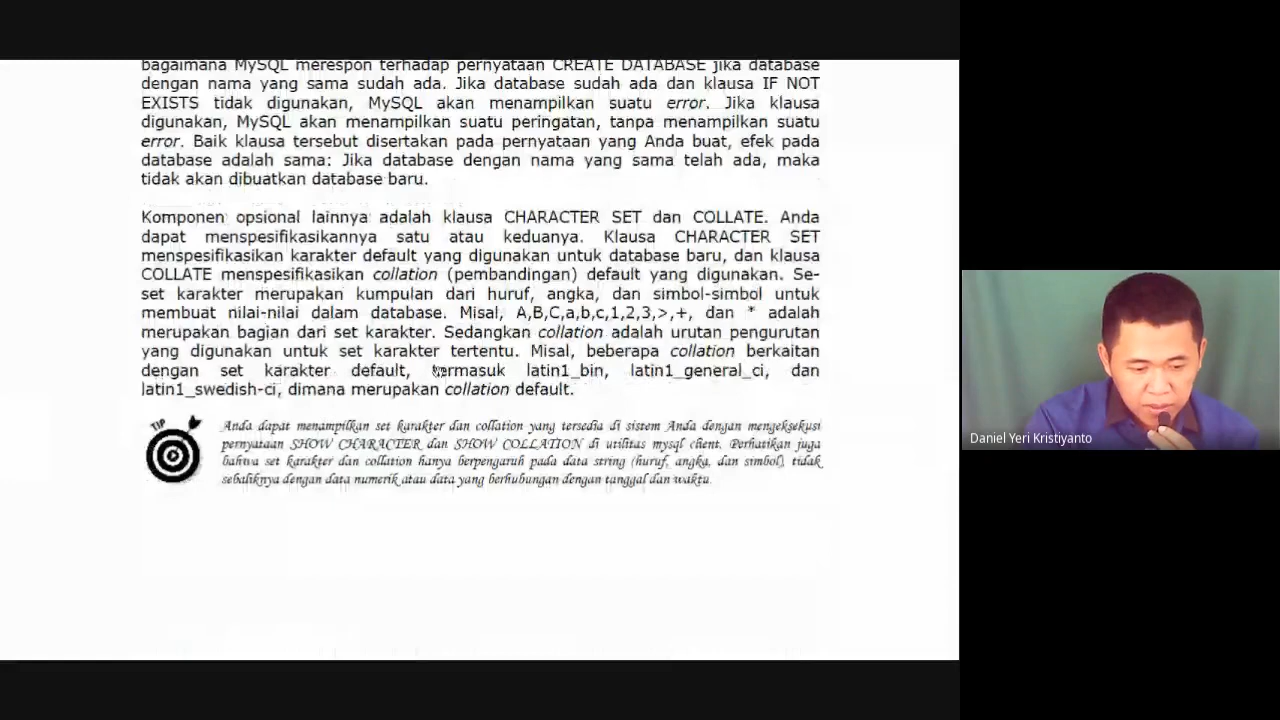 bagaimana MySQL merespon terhadap pernyataan CREATE DATABASE jika database
dengan nama yang sama sudah ada. Jika database sudah ada dan klausa IF NOT
EXISTS tidak digunakan, MySQL akan menampilkan suatu error. Jika klausa
digunakan, MySQL akan menampilkan suatu peringatan, tanpa menampilkan suatu
error. Baik klausa tersebut disertakan pada pernyataan yang Anda buat, efek pada
database adalah sama: Jika database dengan nama yang sama telah ada, maka
tidak akan dibuatkan database baru.
Komponen opsional lainnya adalah klausa CHARACTER SET dan COLLATE. Anda
dapat menspesifikasikannya satu atau keduanya. Klausa CHARACTER SET
menspesifikasikan karakter default yang digunakan untuk database baru, dan klausa
COLLATE menspesifikasikan collation (pembandingan) default yang digunakan. Se-
set karakter merupakan kumpulan dari huruf, angka, dan simbol-simbol untuk
membuat nilai-nilai dalam database. Misal, A,B,C,a,b,c,1,2,3,>,+, dan * adalah
merupakan bagian dari set karakter. Sedangkan collation adalah urutan pengurutan
yang digunakan untuk set karakter tertentu. Misal, beberapa collation berkaitan
dengan set karakter default, termasuk latin1_bin, latin1_general_ci, dan
latin1_swedish-ci, dimana merupakan collation default.
TIP
Anda dapat menampilkan set karakter dan collation yang tersedia di sistem Anda dengan mengeksekusi
pernyataan SHOW CHARACTER dan SHOW COLLATION di utilitas mysql client. Perhatikan juga
bahwa set karakter dan collation hanya berpengaruh pada data string (huruf, angka, dan simbol), tidak
sebaliknya dengan data numerik atau data yang berhubungan dengan tanggal dan waktu.
Daniel Yeri Kristiyanto